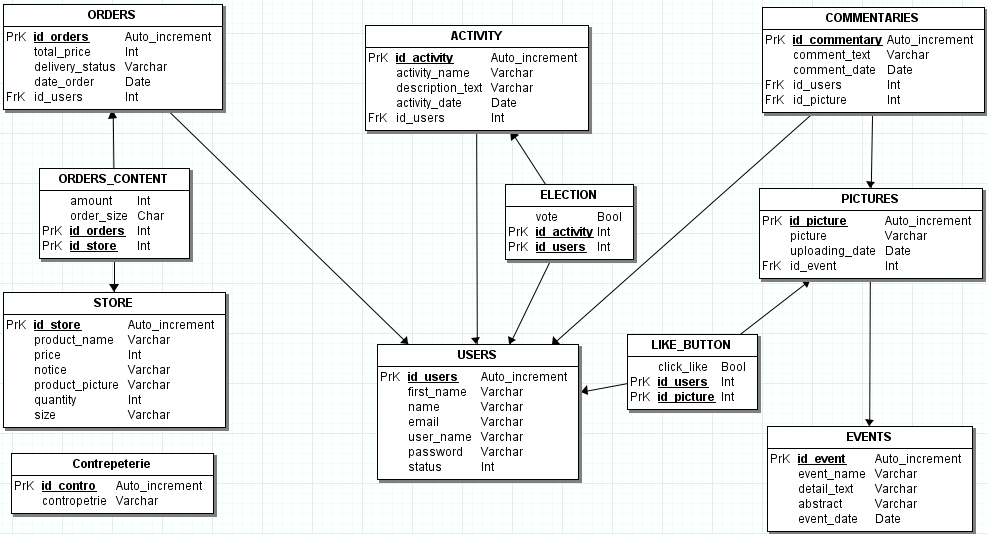 ORDERS
PrK id_orders Auto_increment
total_price Int
delivery_status Varchar
date_order Date
FrK id_users Int
ACTIVITY
PrK id_activity Auto_increment
activity_name Varchar
description_text Varchar
activity_date Date
FrK id_users Int
COMMENTARIES
PrK id_commentary Auto_increment
comment_text Varchar
comment_date Date
FrK id_users Int
FrK id_picture Int
ORDERS_CONTENT
amount Int
order_size Char
PrK id_orders Int
PrK id_store Int
ELECTION
vote Bool
PrK id_activity Int
PrK id_users Int
PICTURES
PrK id_picture Auto_increment
picture Varchar
uploading_date Date
FrK id_event Int
STORE
PrK id_store Auto_increment
product_name Varchar
price Int
notice Varchar
product_picture Varchar
quantity Int
size Varchar
USERS
PrK id_users Auto_increment
first_name Varchar
name Varchar
email Varchar
user_name Varchar
password Varchar
status Int
LIKE_BUTTON
click_like Bool
PrK id_users Int
PrK id_picture Int
Contrepeterie
PrK id_contro Auto_increment
contropetrie Varchar
EVENTS
PrK id_event Auto_increment
event_name Varchar
detail_text Varchar
abstract Varchar
event_date Date